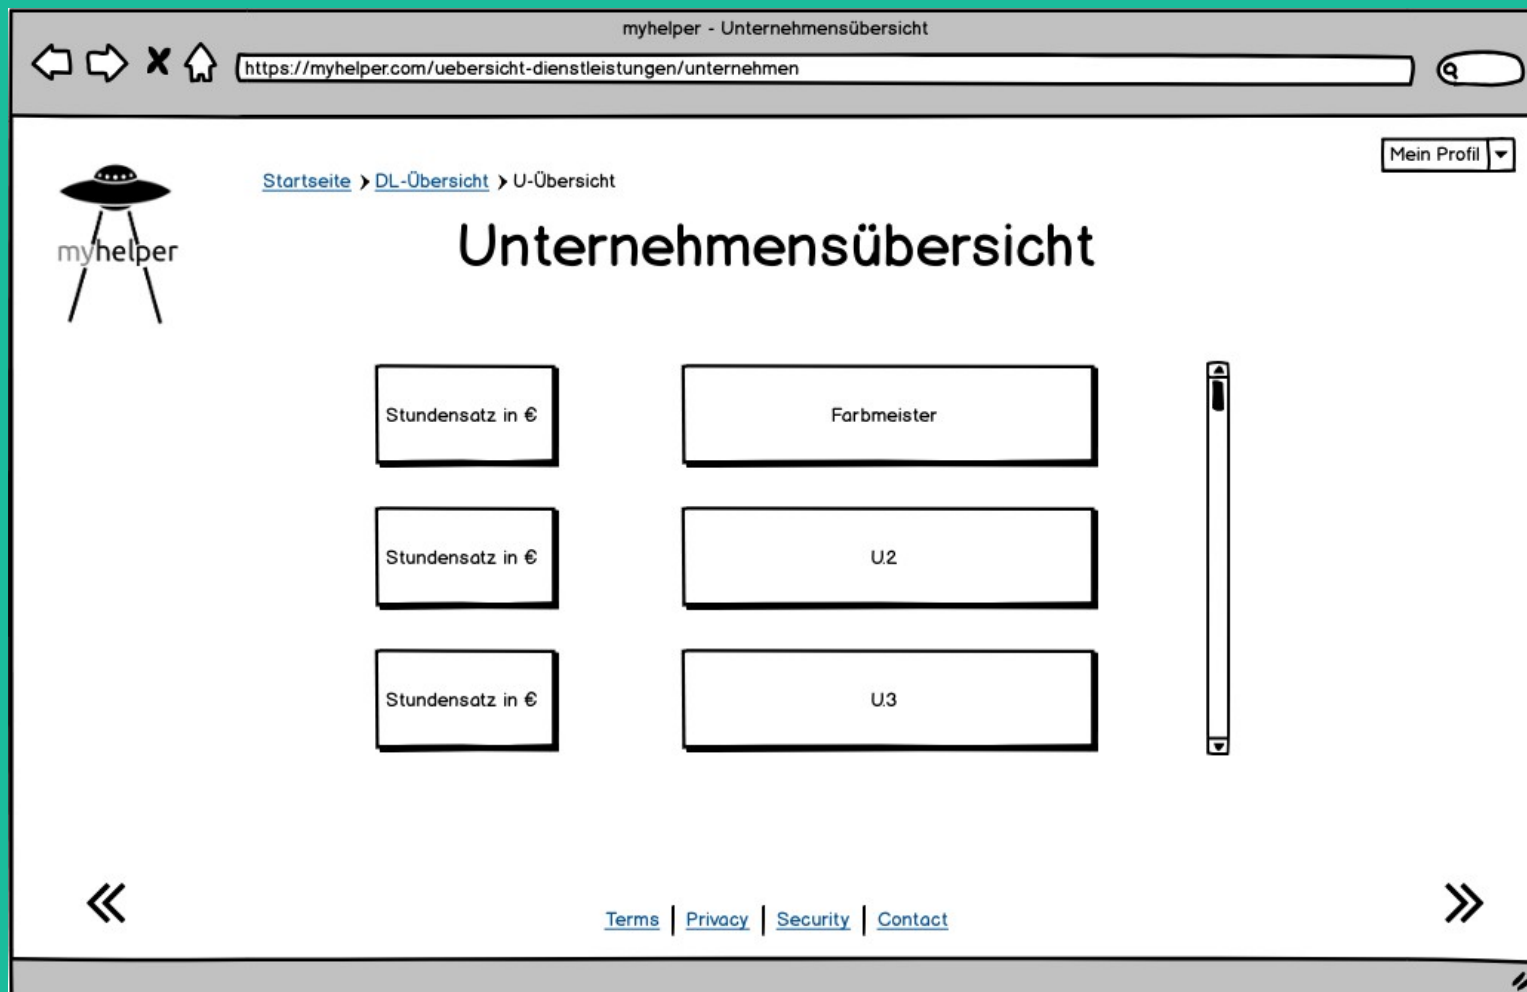 myhelper - Unternehmensübersicht
https://myhelper.com/uebersicht-dienstleistungen/unternehmen
Mein Profil
Startseite DL-Übersicht U-Übersicht
myhelper
Unternehmensübersicht
Stundensatz in € Farbmeister
Stundensatz in € U.2
Stundensatz in € U.3
Terms Privacy Security Contact